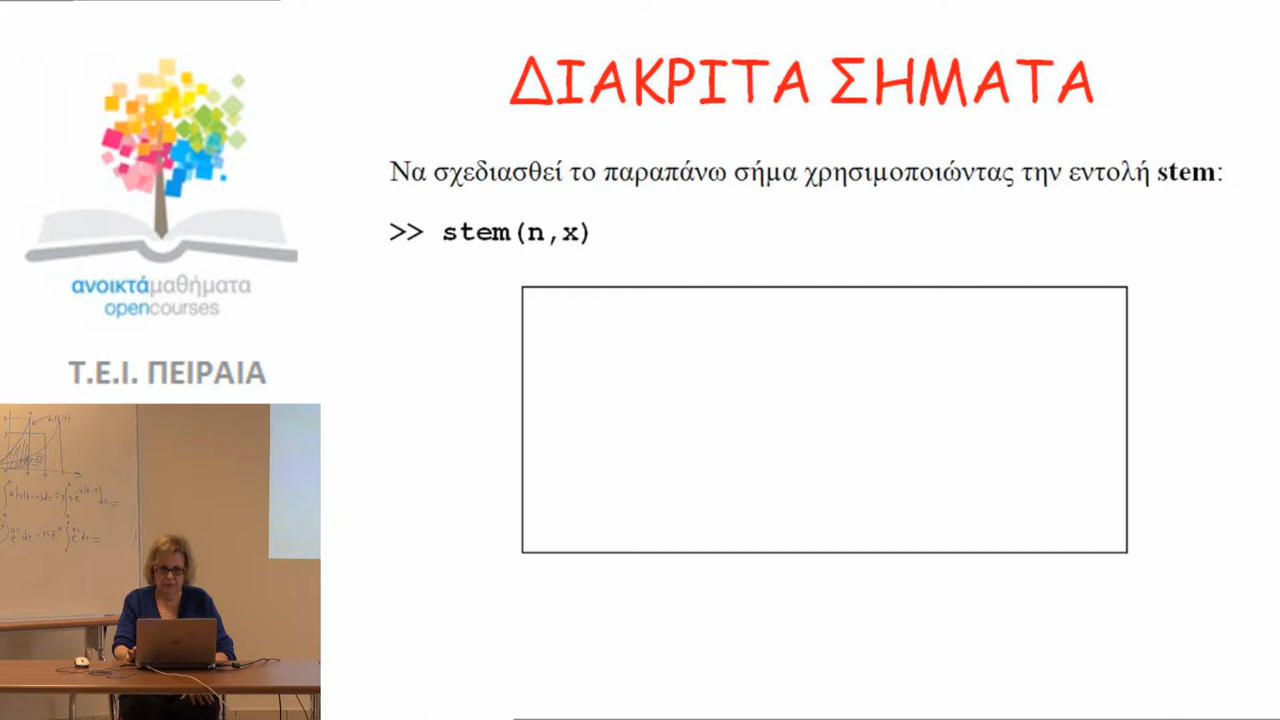 ΔΙΑΚΡΙΤΑ ΣΗΜΑΤΑ
Να σχεδιασθεί το παραπάνω σήμα χρησιμοποιώντας την εντολή stem:
>> stem(n,x)
ανοικτάμαθήματα
opencourses
Τ.Ε.Ι. ΠΕΙΡΑΙΑ